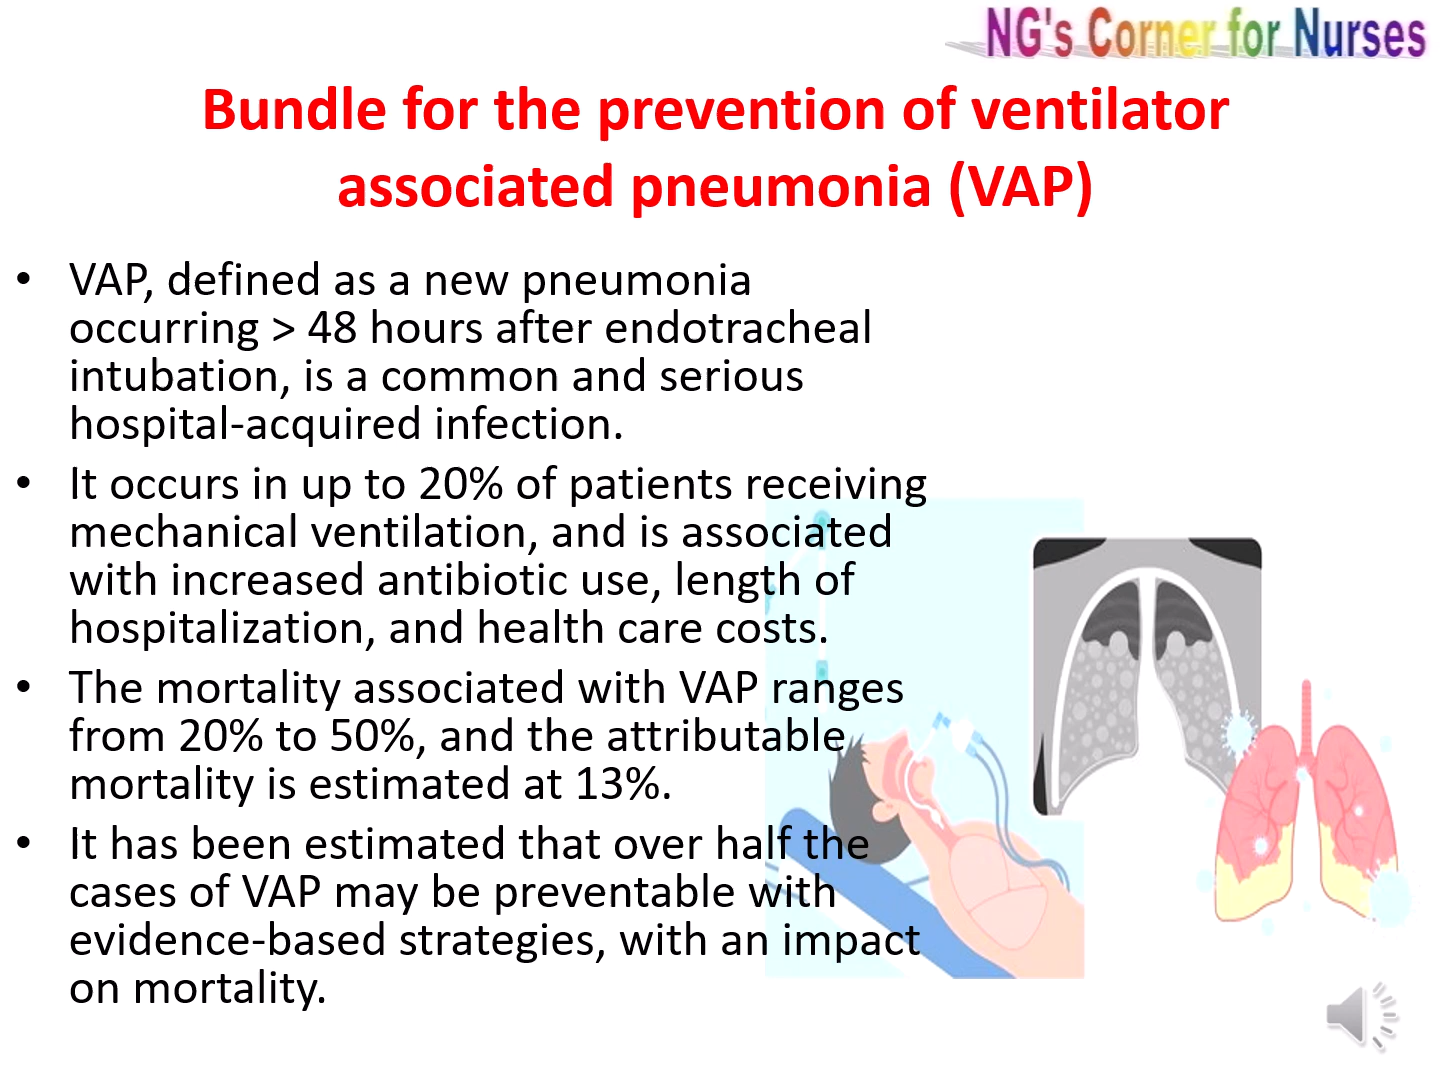 NG's Corner for Nurses
Bundle for the prevention of ventilator
associated pneumonia (VAP)
• VAP, defined as a new pneumonia
occurring > 48 hours after endotracheal
intubation, is a common and serious
hospital-acquired infection.
• It occurs in up to 20% of patients receiving
mechanical ventilation, and is associated
with increased antibiotic use, length of
hospitalization, and health care costs.
• The mortality associated with VAP ranges
from 20% to 50%, and the attributable
mortality is estimated at 13%.
• It has been estimated that over half the
cases of VAP may be preventable with
evidence-based strategies, with an impact
on mortality.